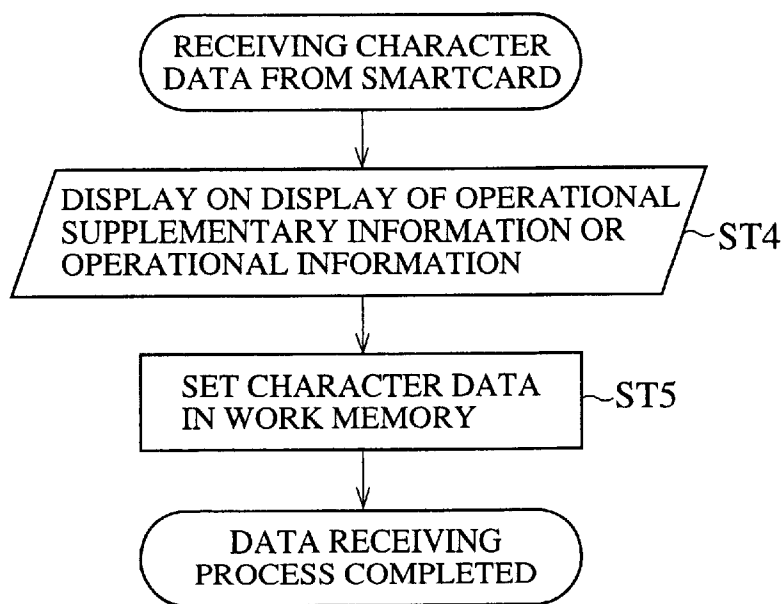 RECEIVING CHARACTER
DATA FROM SMARTCARD
DISPLAY ON DISPLAY OF OPERATIONAL
SUPPLEMENTARY INFORMATION OR
OPERATIONAL INFORMATION
ST4
SET CHARACTER DATA
IN WORK MEMORY
ST5
DATA RECEIVING
PROCESS COMPLETED